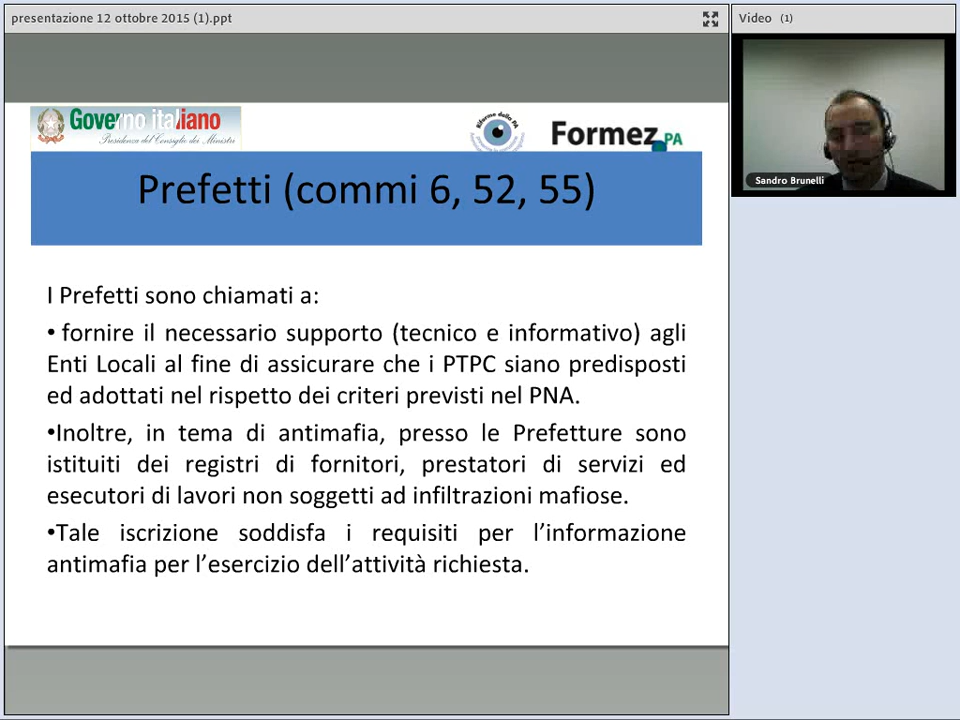 presentazione 12 ottobre 2015 (1).ppt
Video (1)
Governo italiano
Presidenza del Consiglio dei Ministri
Formez PA
Sandro Brunelli
Prefetti (commi 6, 52, 55)
I Prefetti sono chiamati a:
• fornire il necessario supporto (tecnico e informativo) agli
Enti Locali al fine di assicurare che i PTPC siano predisposti
ed adottati nel rispetto dei criteri previsti nel PNA.
•Inoltre, in tema di antimafia, presso le Prefetture sono
istituiti dei registri di fornitori, prestatori di servizi ed
esecutori di lavori non soggetti ad infiltrazioni mafiose.
•Tale iscrizione soddisfa i requisiti per l’informazione
antimafia per l’esercizio dell’attività richiesta.